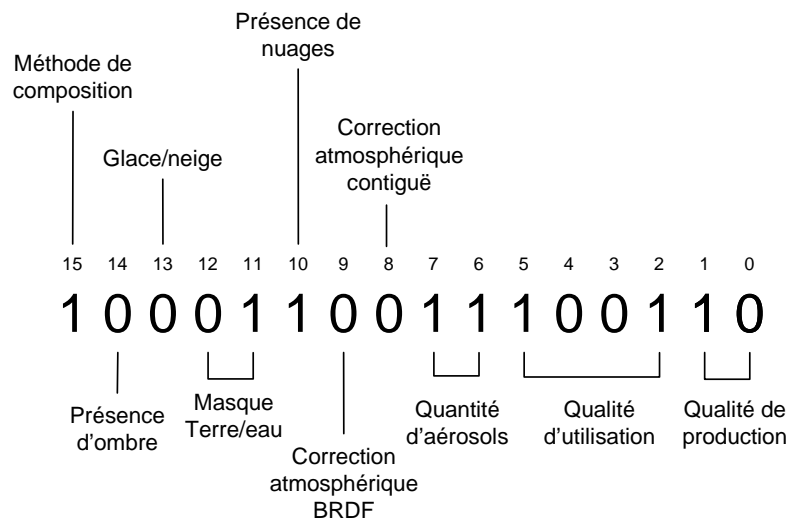 Présence de
nuages
Méthode de
composition
Correction
atmosphérique
contiguë
Glace/neige
15 14 13 12 11 10 9 8 7 6 5 4 3 2 1 0
1 0 0 0 1 1 0 0 1 1 1 0 0 1 1 0
Présence
d'ombre
Masque
Terre/eau
Correction
atmosphérique
BRDF
Quantité
d'aérosols
Qualité
d'utilisation
Qualité de
production